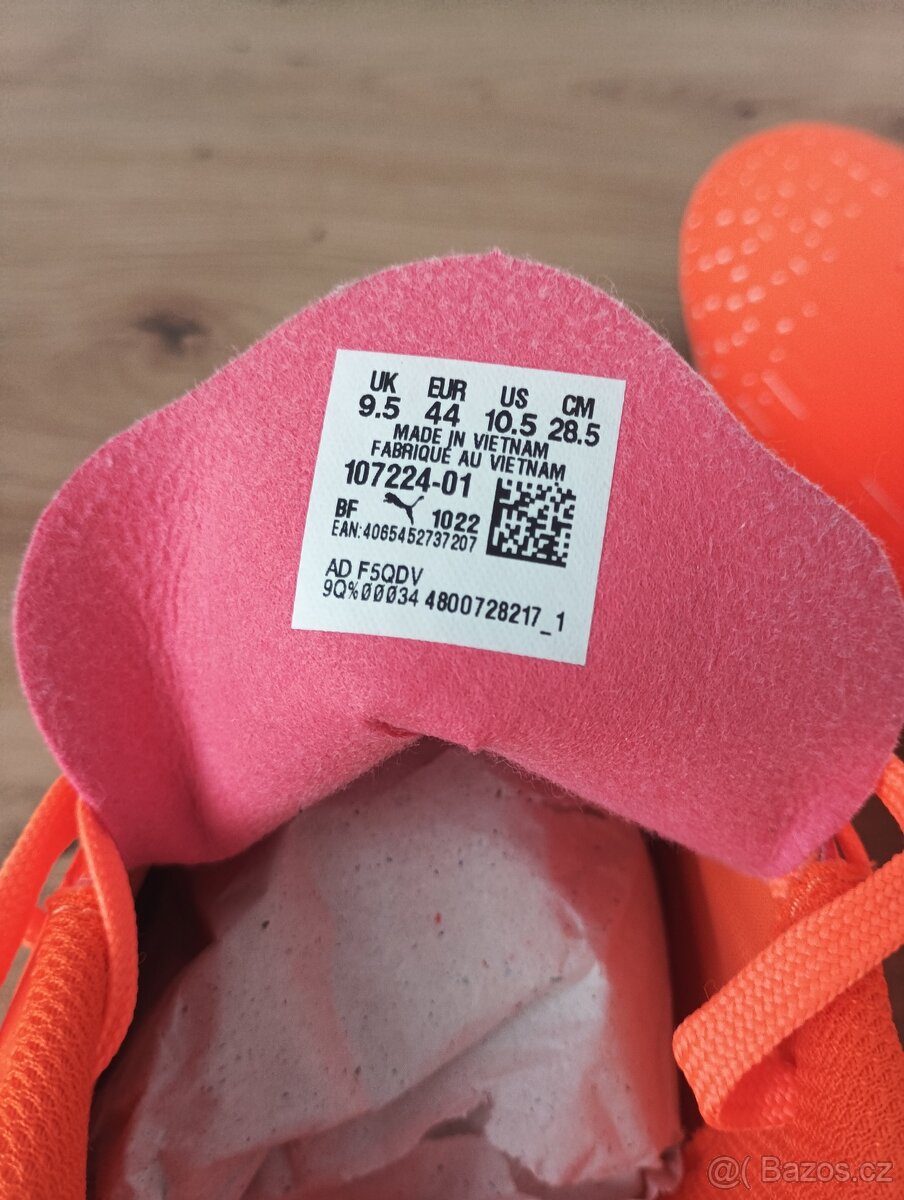 UK EUR US CM
9.5 44 10.5 28.5
MADE IN VIETNAM
FABRIQUÉ AU VIETNAM
107224-01
BF 1022
EAN:4065452737207
AD F5QDV
9Q%00034 4800728217_1
@( Bazos.cz